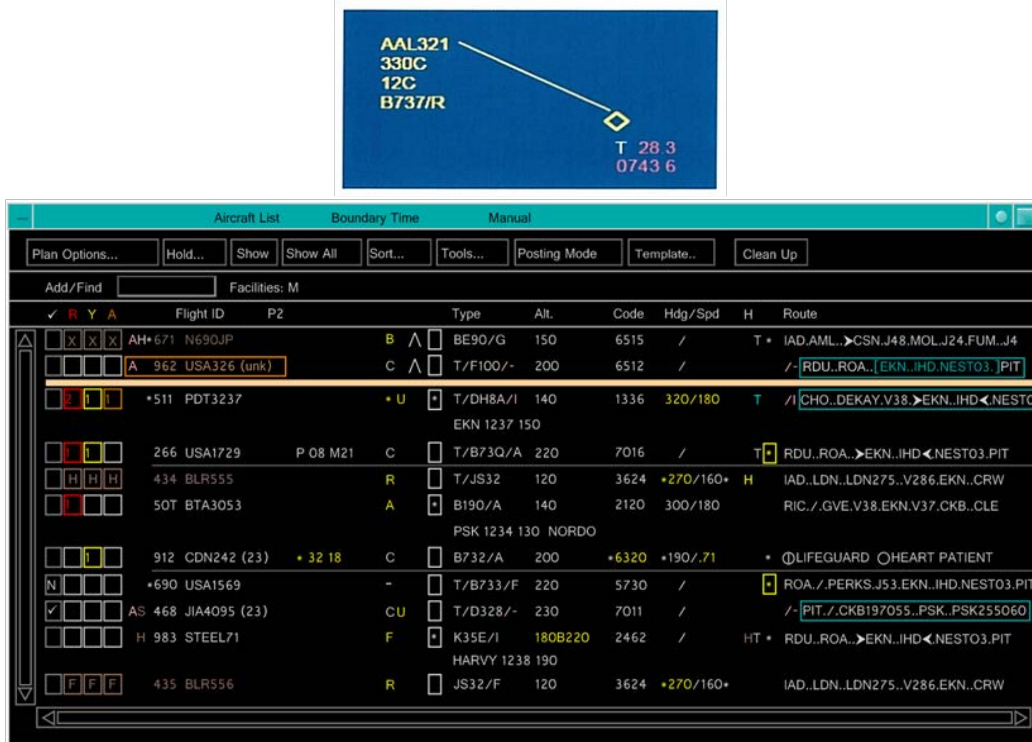 AAL321
330C
12C
B737/R
T 28 3
0743 6
Aircraft List Boundary Time Manual
Plan Options... Hold... Show Show All Sort... Tools... Posting Mode Template.. Clean Up
Add/Find Facilities: M
✓ R Y A Flight ID P2 Type Alt. Code Hdg/Spd H Route
X X X AH*671 N690JP B BE90/G 150 6515 / T * IAD.AML..➤CSN.J48.MOL.J24.FUM..J4
A 962 USA326 (unk) C T/F100/- 200 6512 / /- RDU..ROA..[EKN..IHD.NESTO3.]PIT
2 1 1 *511 PDT3237 * U * T/DH8A/I 140 1336 320/180 T /I CHO..DEKAY.V38.➤EKN..IHD⮜.NESTO
EKN 1237 150
1 1 266 USA1729 P 08 M21 C T/B73Q/A 220 7016 / T * RDU..ROA..➤EKN..IHD⮜.NESTO3.PIT
H H H 434 BLR555 R T/JS32 120 3624 *270/160* H IAD..LDN..LDN275..V286.EKN..CRW
1 50T BTA3053 A * B190/A 140 2120 300/180 RIC./.GVE.V38.EKN.V37.CKB..CLE
PSK 1234 130 NORDO
1 912 CDN242 (23) * 32 18 C B732/A 200 *6320 *190/.71 * ⦶LIFEGUARD ○HEART PATIENT
N *690 USA1569 - T/B733/F 220 5730 / * ROA./.PERKS.J53.EKN..IHD.NESTO3.PIT
✓ AS 468 JIA4095 (23) CU T/D328/- 230 7011 / /- PIT./.CKB197055..PSK..PSK255060
H 983 STEEL71 F * K35E/I 180B220 2462 / HT * RDU..ROA..➤EKN..IHD⮜.NESTO3.PIT
HARVY 1238 190
F F F 435 BLR556 R JS32/F 120 3624 *270/160* IAD..LDN..LDN275..V286.EKN..CRW